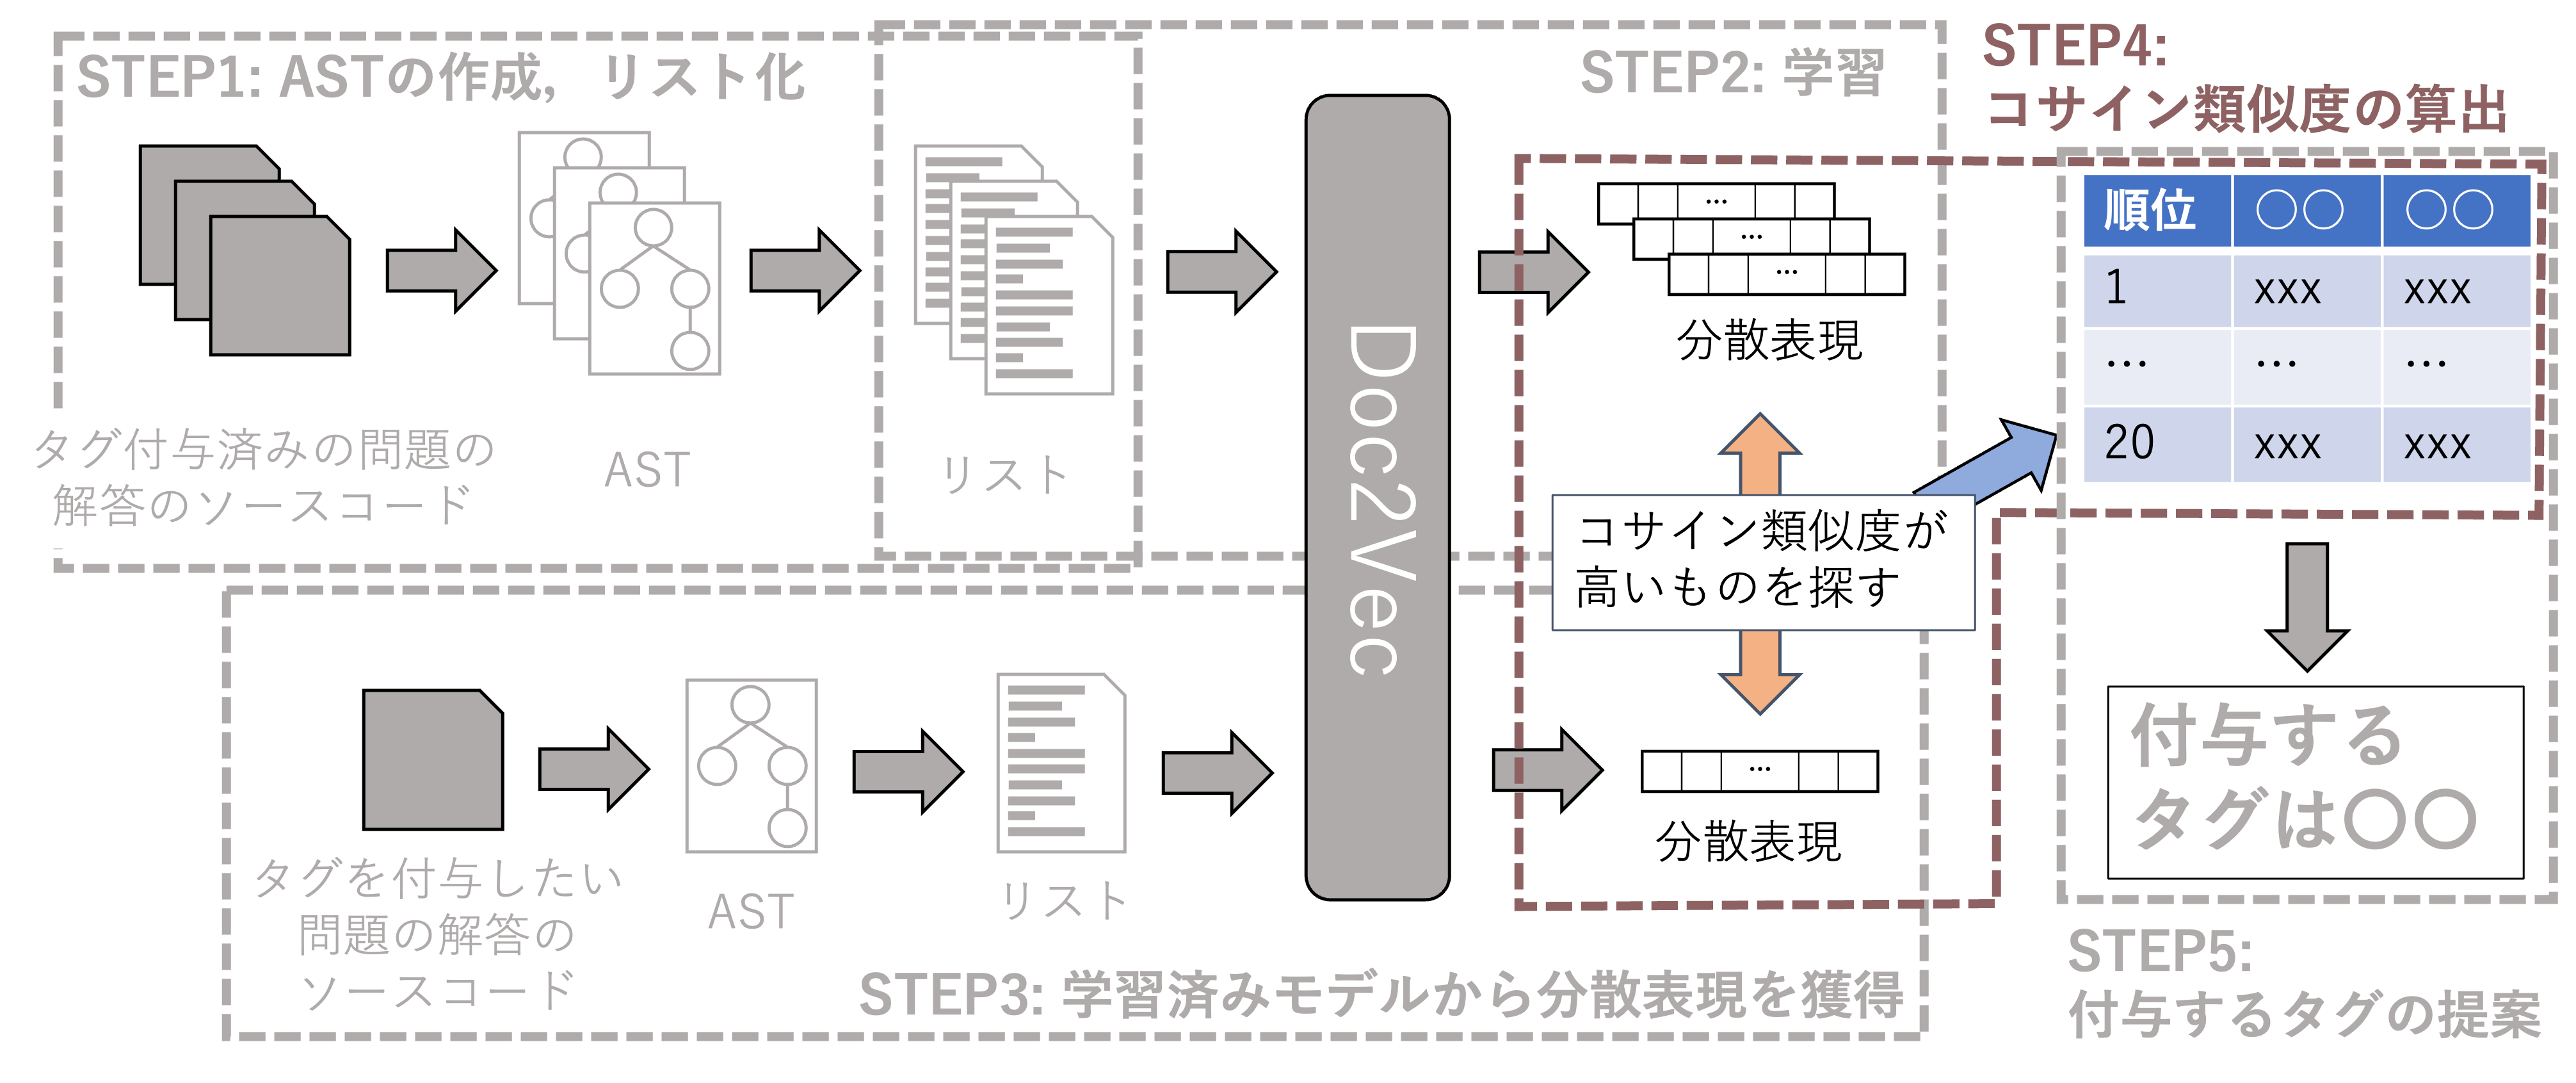 STEP1: ASTの作成, リスト化
タグ付与済みの問題の
解答のソースコード
AST
リスト
STEP2: 学習
Doc2Vec
…
…
…
分散表現
コサイン類似度が
高いものを探す
…
分散表現
タグを付与したい
問題の解答の
ソースコード
AST
リスト
STEP3: 学習済みモデルから分散表現を獲得
STEP4:
コサイン類似度の算出
順位 〇〇 〇〇
1 xxx xxx
… … …
20 xxx xxx
付与する
タグは〇〇
STEP5:
付与するタグの提案